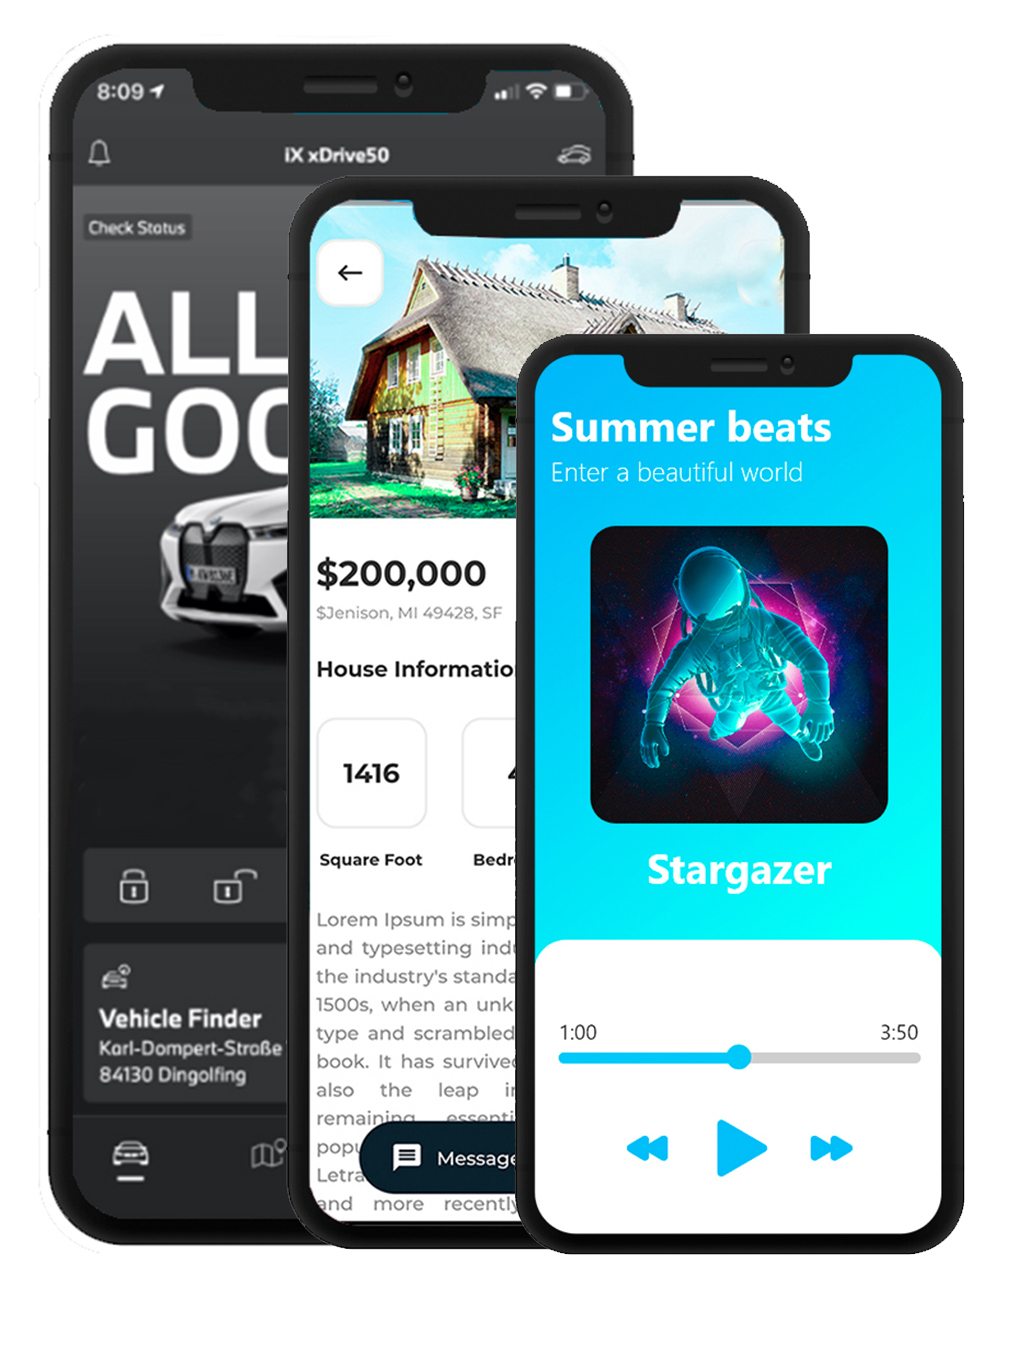 8:09
iX xDrive50
Check Status
ALL
GOO
Vehicle Finder
Karl-Dompert-Straße
84130 Dingolfing
$200,000
$Jenison, MI 49428, SF
House Informatio
1416
Square Foot
Bedr
Lorem Ipsum is simp
and typesetting ind
the industry's standa
1500s, when an unk
type and scrambled
book. It has survive
also the leap i
remaining essenti
popu
Letra
and more recently
Message
Summer beats
Enter a beautiful world
Stargazer
1:00 3:50